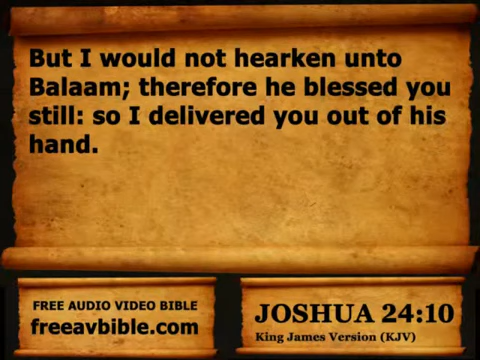 But I would not hearken unto
Balaam; therefore he blessed you
still: so I delivered you out of his
hand.
FREE AUDIO VIDEO BIBLE
freeavbible.com
JOSHUA 24:10
King James Version (KJV)